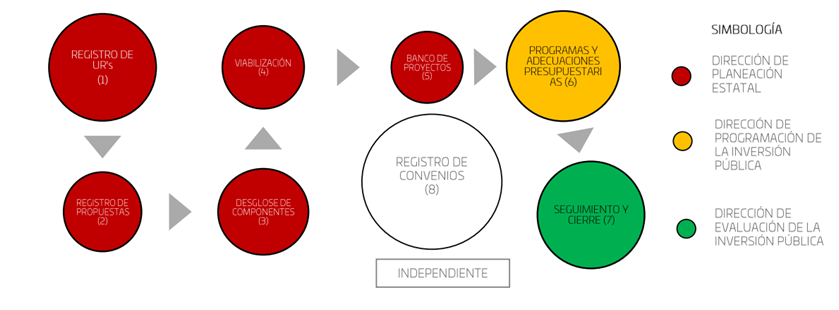 REGISTRO DE
UR's
(1)
REGISTRO DE
PROPUESTAS
(2)
DESGLOSE DE
COMPONENTES
(3)
VIABILIZACIÓN
(4)
BANCO DE
PROYECTOS
(5)
PROGRAMAS Y
ADECUACIONES
PRESUPUESTARI
AS (6)
SEGUIMIENTO Y
CIERRE (7)
REGISTRO DE
CONVENIOS
(8)
INDEPENDIENTE
SIMBOLOGÍA
DIRECCIÓN DE
PLANEACIÓN
ESTATAL
DIRECCIÓN DE
PROGRAMACIÓN DE
LA INVERSIÓN
PÚBLICA
DIRECCIÓN DE
EVALUACIÓN DE LA
INVERSIÓN PÚBLICA